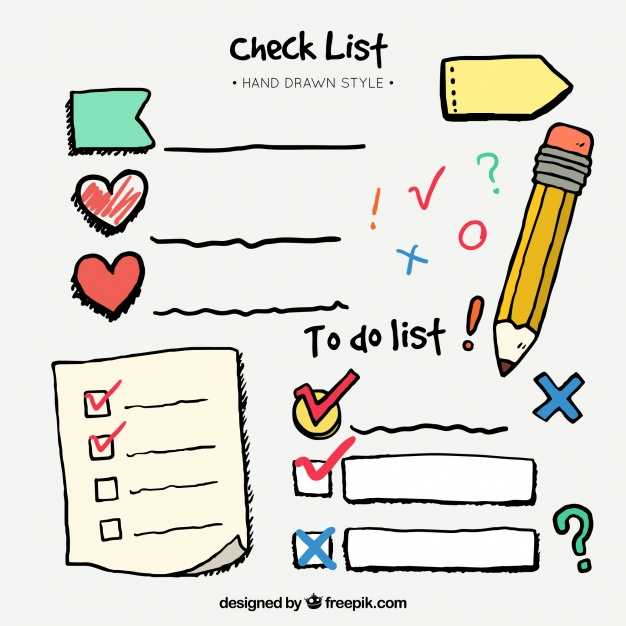 Check List
• HAND DRAWN STYLE •
! ✓ ?
x o
To do list !
?
designed by freepik.com